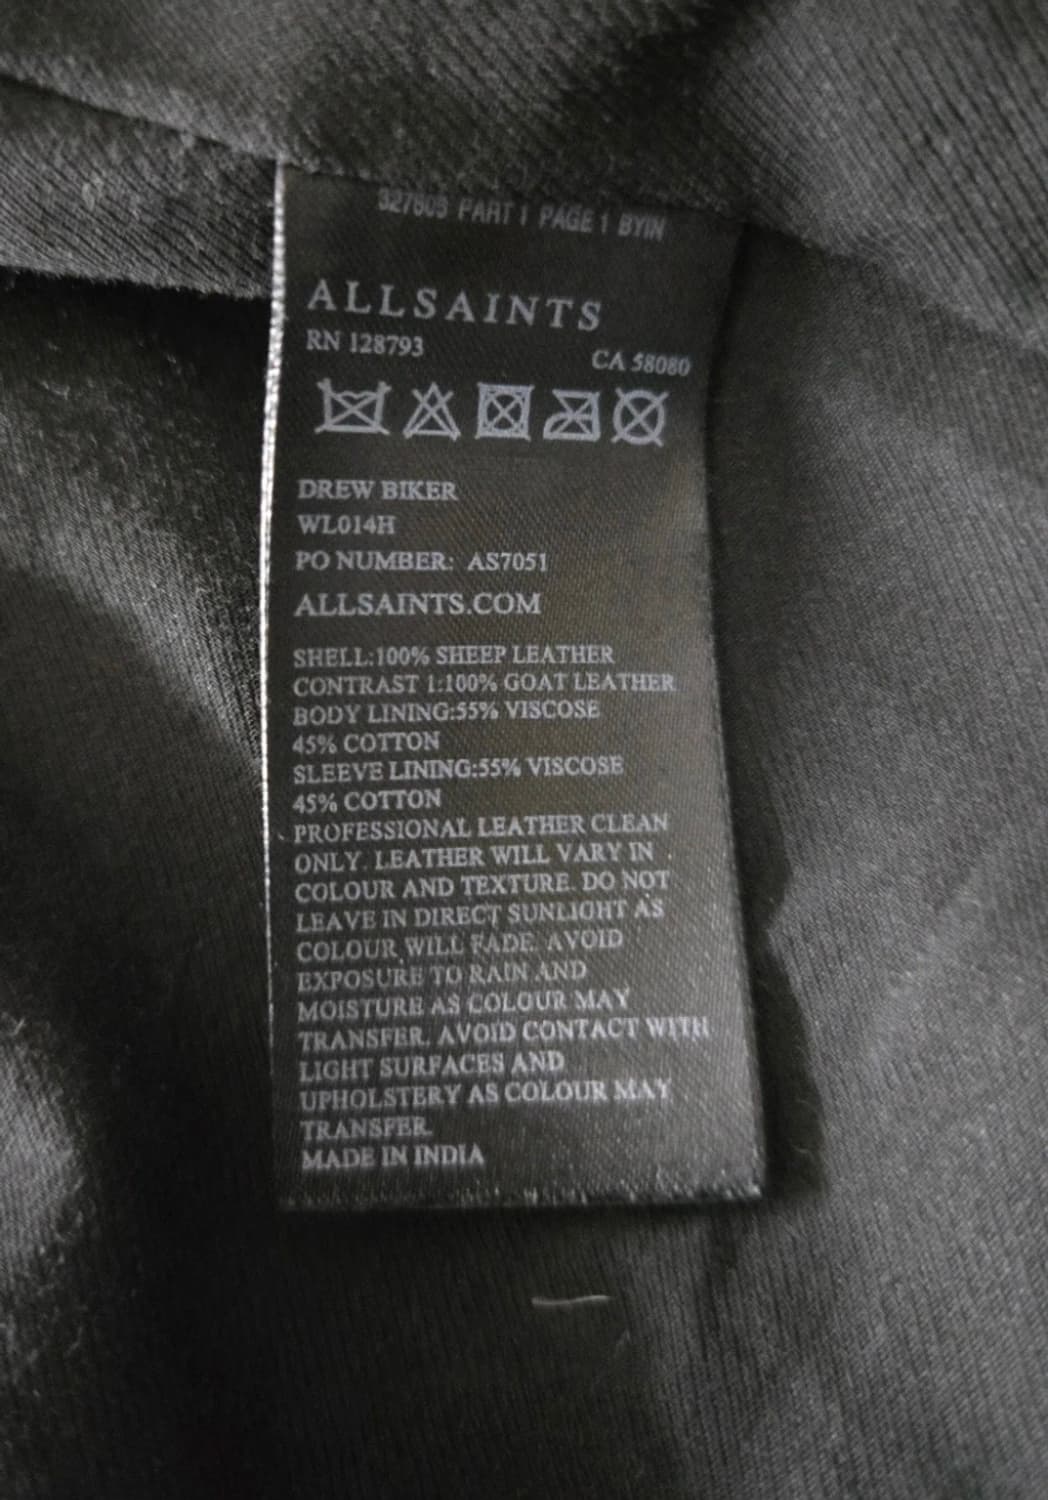 PART 1 PAGE 1 BYIN
ALLSAINTS
RN 128793
CA 58080
DREW BIKER
WL014H
PO NUMBER: AS7051
ALLSAINTS.COM
SHELL:100% SHEEP LEATHER
CONTRAST 1:100% GOAT LEATHER
BODY LINING:55% VISCOSE
45% COTTON
SLEEVE LINING:55% VISCOSE
45% COTTON
PROFESSIONAL LEATHER CLEAN
ONLY. LEATHER WILL VARY IN
COLOUR AND TEXTURE. DO NOT
LEAVE IN DIRECT SUNLIGHT AS
COLOUR WILL FADE. AVOID
EXPOSURE TO RAIN AND
MOISTURE AS COLOUR MAY
TRANSFER. AVOID CONTACT WITH
LIGHT SURFACES AND
UPHOLSTERY AS COLOUR MAY
TRANSFER.
MADE IN INDIA